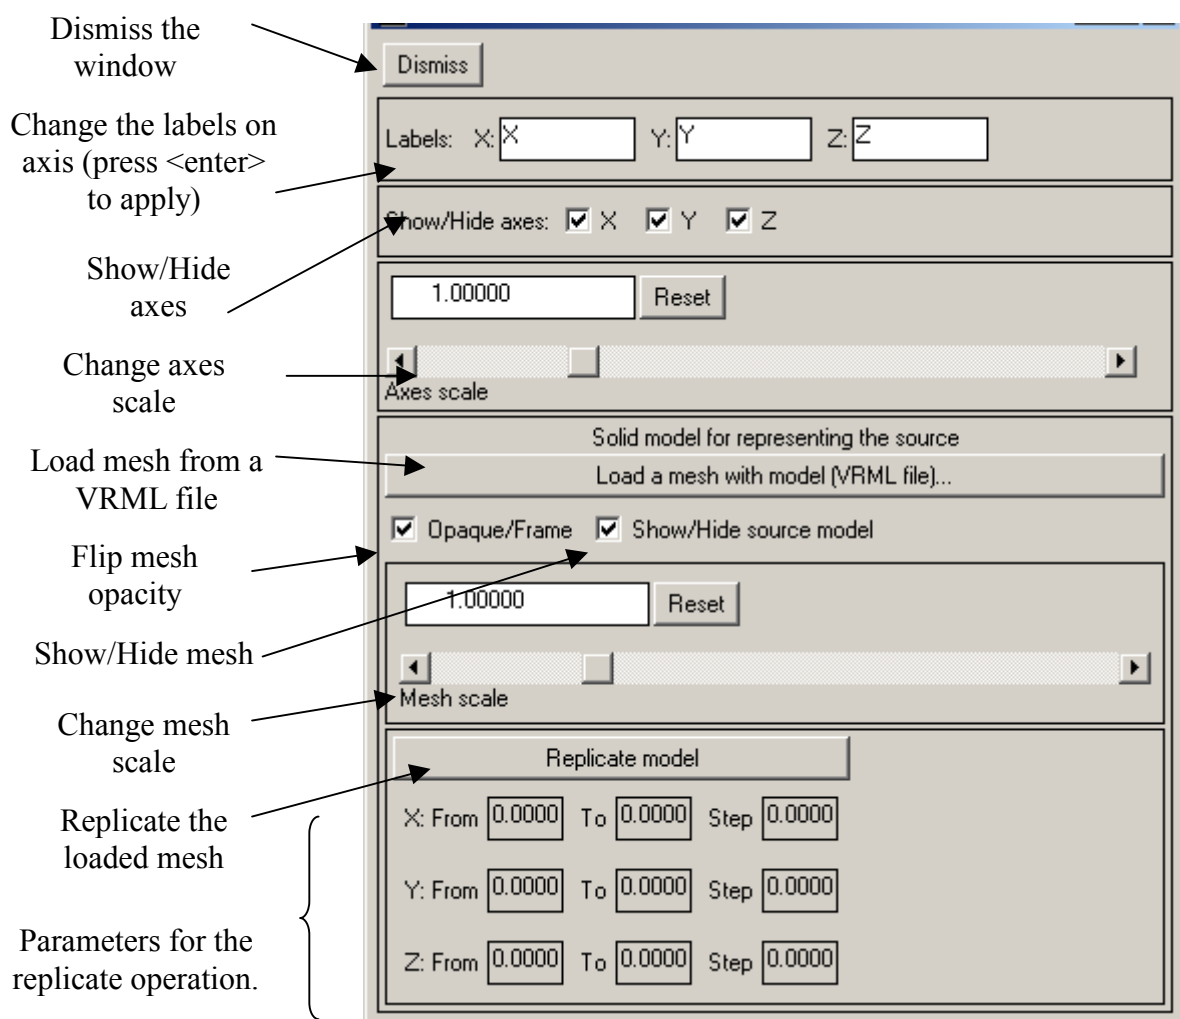 Dismiss the
window
Change the labels on
axis (press <enter>
to apply)
Show/Hide
axes
Change axes
scale
Load mesh from a
VRML file
Flip mesh
opacity
Show/Hide mesh
Change mesh
scale
Replicate the
loaded mesh
Parameters for the
replicate operation.
Dismiss
Labels: X: X Y: Y Z: Z
Show/Hide axes: X Y Z
1.00000 Reset
Axes scale
Solid model for representing the source
Load a mesh with model (VRML file)...
Opaque/Frame Show/Hide source model
1.00000 Reset
Mesh scale
Replicate model
X: From 0.0000 To 0.0000 Step 0.0000
Y: From 0.0000 To 0.0000 Step 0.0000
Z: From 0.0000 To 0.0000 Step 0.0000